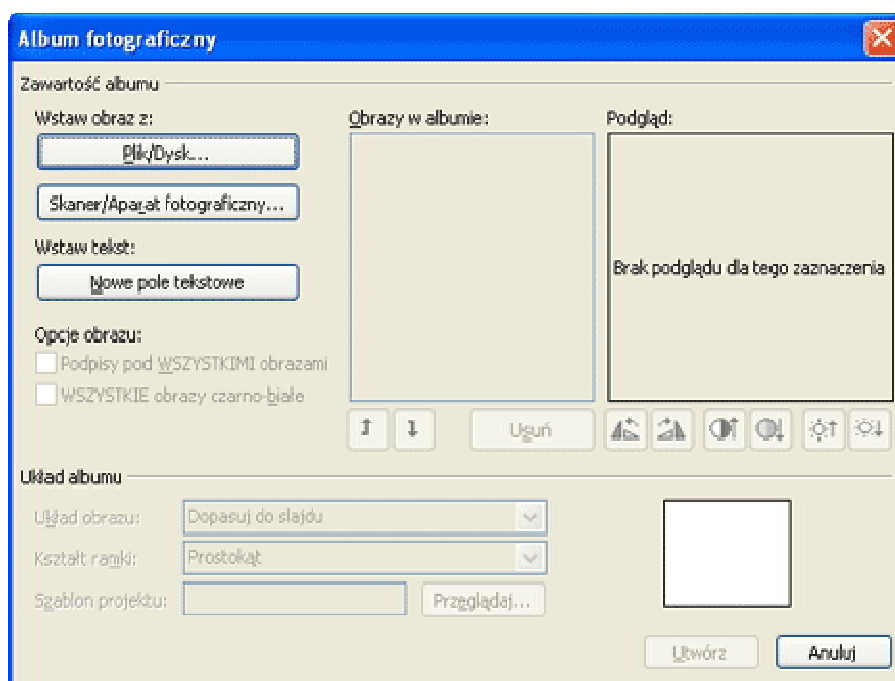 Album fotograficzny
Zawartość albumu
Wstaw obraz z:
Plik/Dysk...
Skaner/Aparat fotograficzny...
Wstaw tekst:
Nowe pole tekstowe
Opcje obrazu:
Podpisy pod WSZYSTKIMI obrazami
WSZYSTKIE obrazy czarno-białe
Obrazy w albumie:
Usuń
Podgląd:
Brak podglądu dla tego zaznaczenia
Układ albumu
Układ obrazu:
Dopasuj do slajdu
Kształt ramki:
Prostokąt
Szablon projektu:
Przeglądaj...
Utwórz
Anuluj